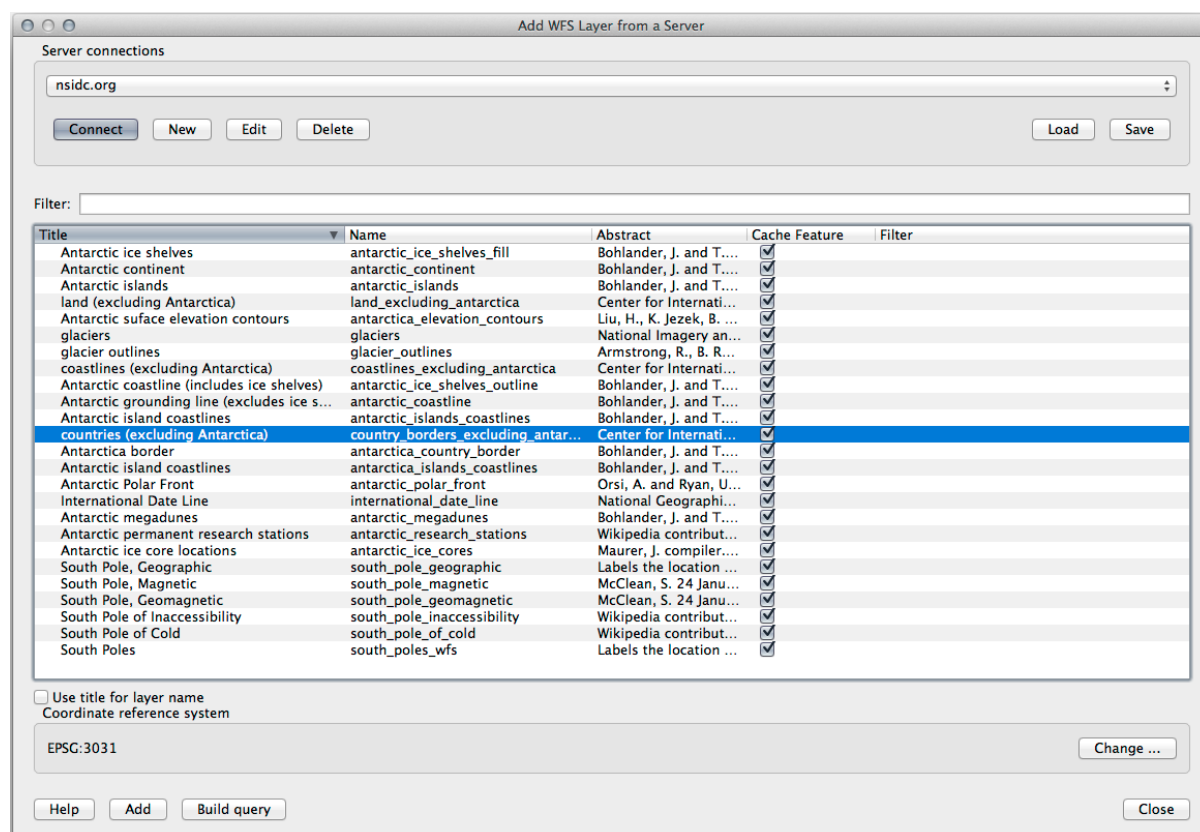 Add WFS Layer from a Server
Server connections
nsidc.org
Connect New Edit Delete Load Save
Filter:
Title Name Abstract Cache Feature Filter
Antarctic ice shelves antarctic_ice_shelves_fill Bohlander, J. and T....
Antarctic continent antarctic_continent Bohlander, J. and T....
Antarctic islands antarctic_islands Bohlander, J. and T....
land (excluding Antarctica) land_excluding_antarctica Center for Internati...
Antarctic suface elevation contours antarctica_elevation_contours Liu, H., K. Jezek, B. ...
glaciers glaciers National Imagery an...
glacier outlines glacier_outlines Armstrong, R., B. R...
coastlines (excluding Antarctica) coastlines_excluding_antarctica Center for Internati...
Antarctic coastline (includes ice shelves) antarctic_ice_shelves_outline Bohlander, J. and T....
Antarctic grounding line (excludes ice s... antarctic_coastline Bohlander, J. and T....
Antarctic island coastlines antarctic_islands_coastlines Bohlander, J. and T....
countries (excluding Antarctica) country_borders_excluding_antar... Center for Internati...
Antarctica border antarctica_country_border Bohlander, J. and T....
Antarctic island coastlines antarctica_islands_coastlines Bohlander, J. and T....
Antarctic Polar Front antarctic_polar_front Orsi, A. and Ryan, U...
International Date Line international_date_line National Geographi...
Antarctic megadunes antarctic_megadunes Bohlander, J. and T....
Antarctic permanent research stations antarctic_research_stations Wikipedia contribut...
Antarctic ice core locations antarctic_ice_cores Maurer, J. compiler....
South Pole, Geographic south_pole_geographic Labels the location ...
South Pole, Magnetic south_pole_magnetic McClean, S. 24 Janu...
South Pole, Geomagnetic south_pole_geomagnetic McClean, S. 24 Janu...
South Pole of Inaccessibility south_pole_inaccessibility Wikipedia contribut...
South Pole of Cold south_pole_of_cold Wikipedia contribut...
South Poles south_poles_wfs Labels the location ...
Use title for layer name
Coordinate reference system
EPSG:3031 Change ...
Help Add Build query Close